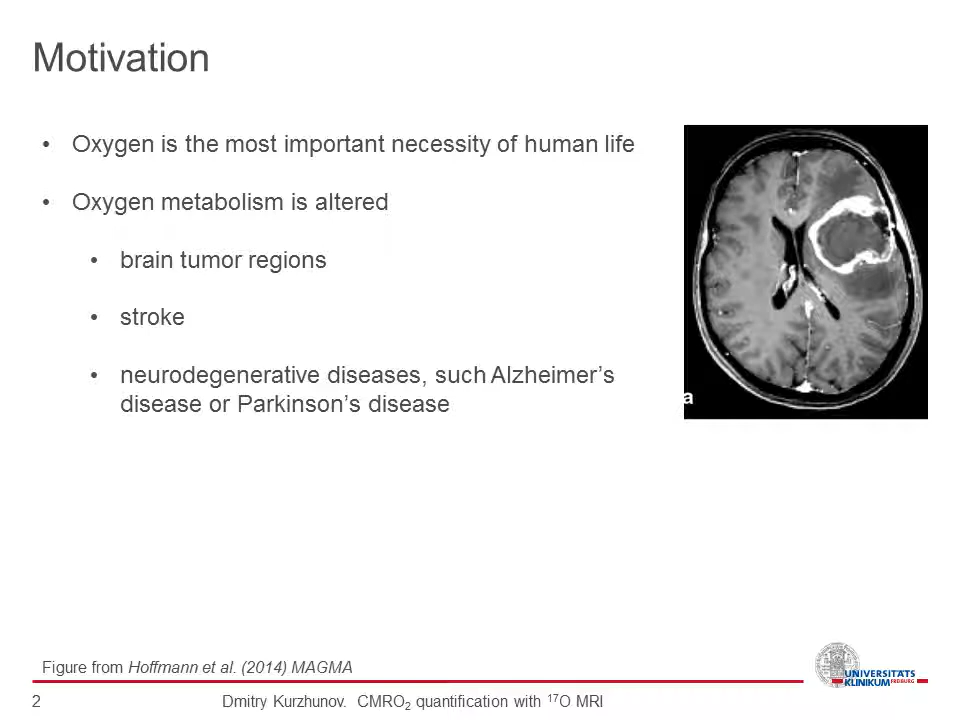 Motivation
• Oxygen is the most important necessity of human life
• Oxygen metabolism is altered
• brain tumor regions
• stroke
• neurodegenerative diseases, such Alzheimer’s
disease or Parkinson’s disease
a
Figure from Hoffmann et al. (2014) MAGMA
UNIVERSITÄTS
KLINIKUM FREIBURG
2 Dmitry Kurzhunov. CMRO₂ quantification with ¹⁷O MRI